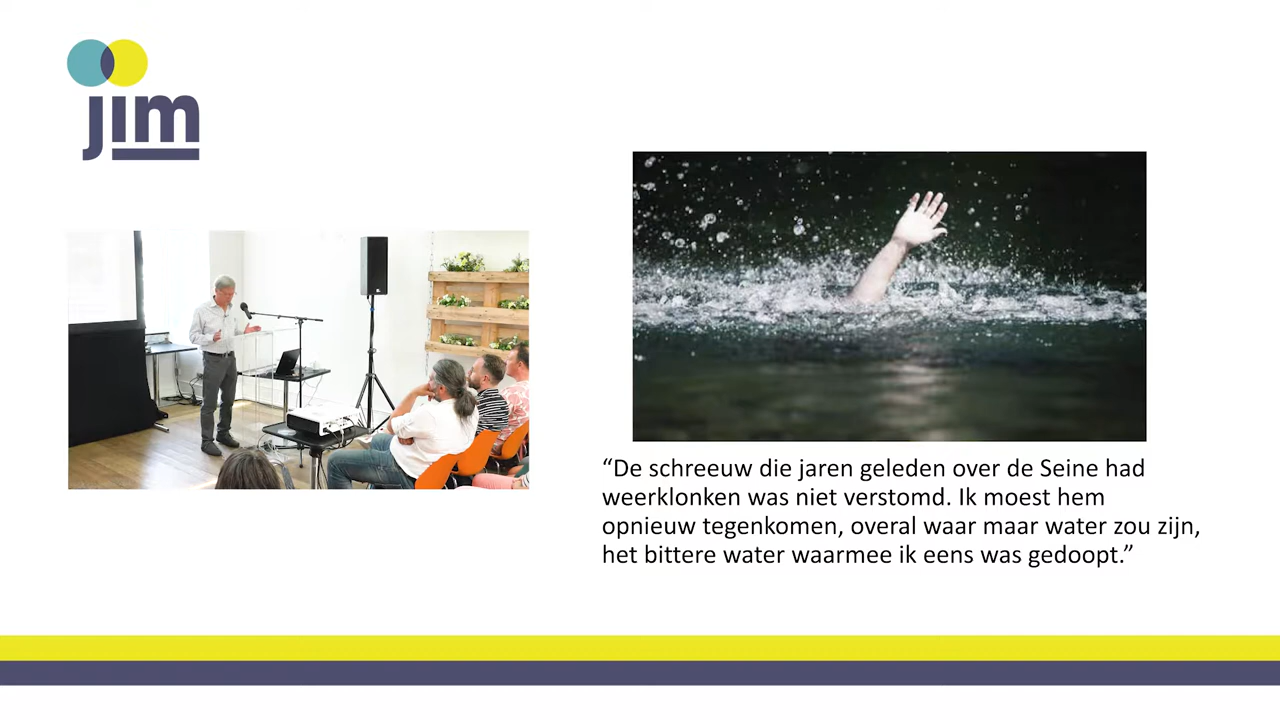 jim
“De schreeuw die jaren geleden over de Seine had
weerklonken was niet verstomd. Ik moest hem
opnieuw tegenkomen, overal waar maar water zou zijn,
het bittere water waarmee ik eens was gedoopt.”